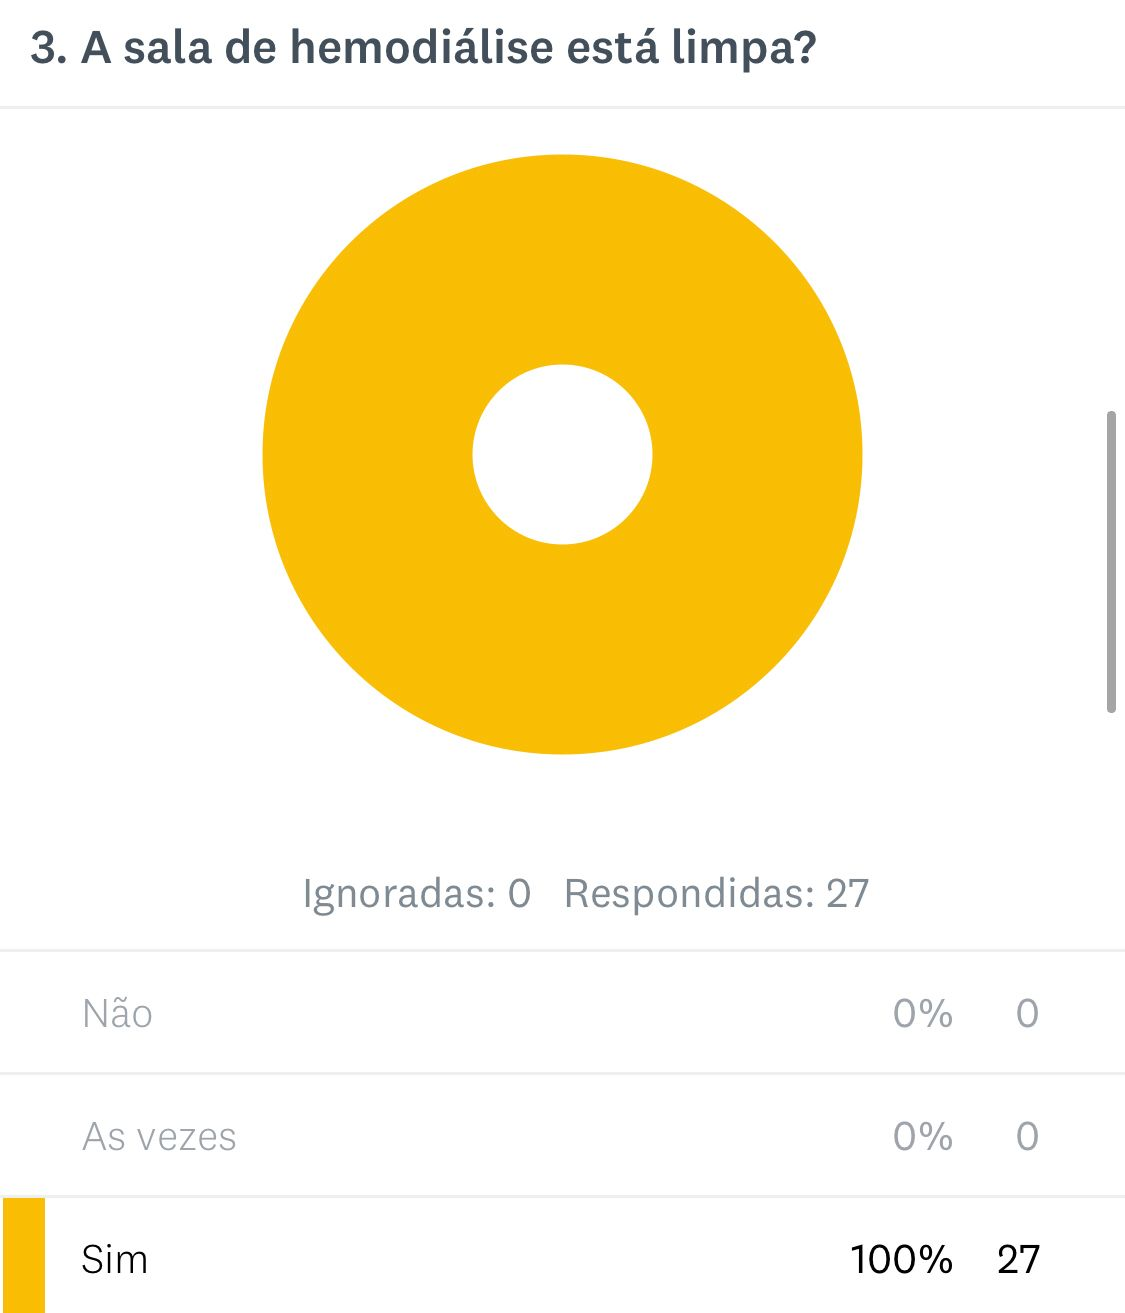 3. A sala de hemodiálise está limpa?
Ignoradas: 0 Respondidas: 27
Não 0% 0
As vezes 0% 0
Sim 100% 27